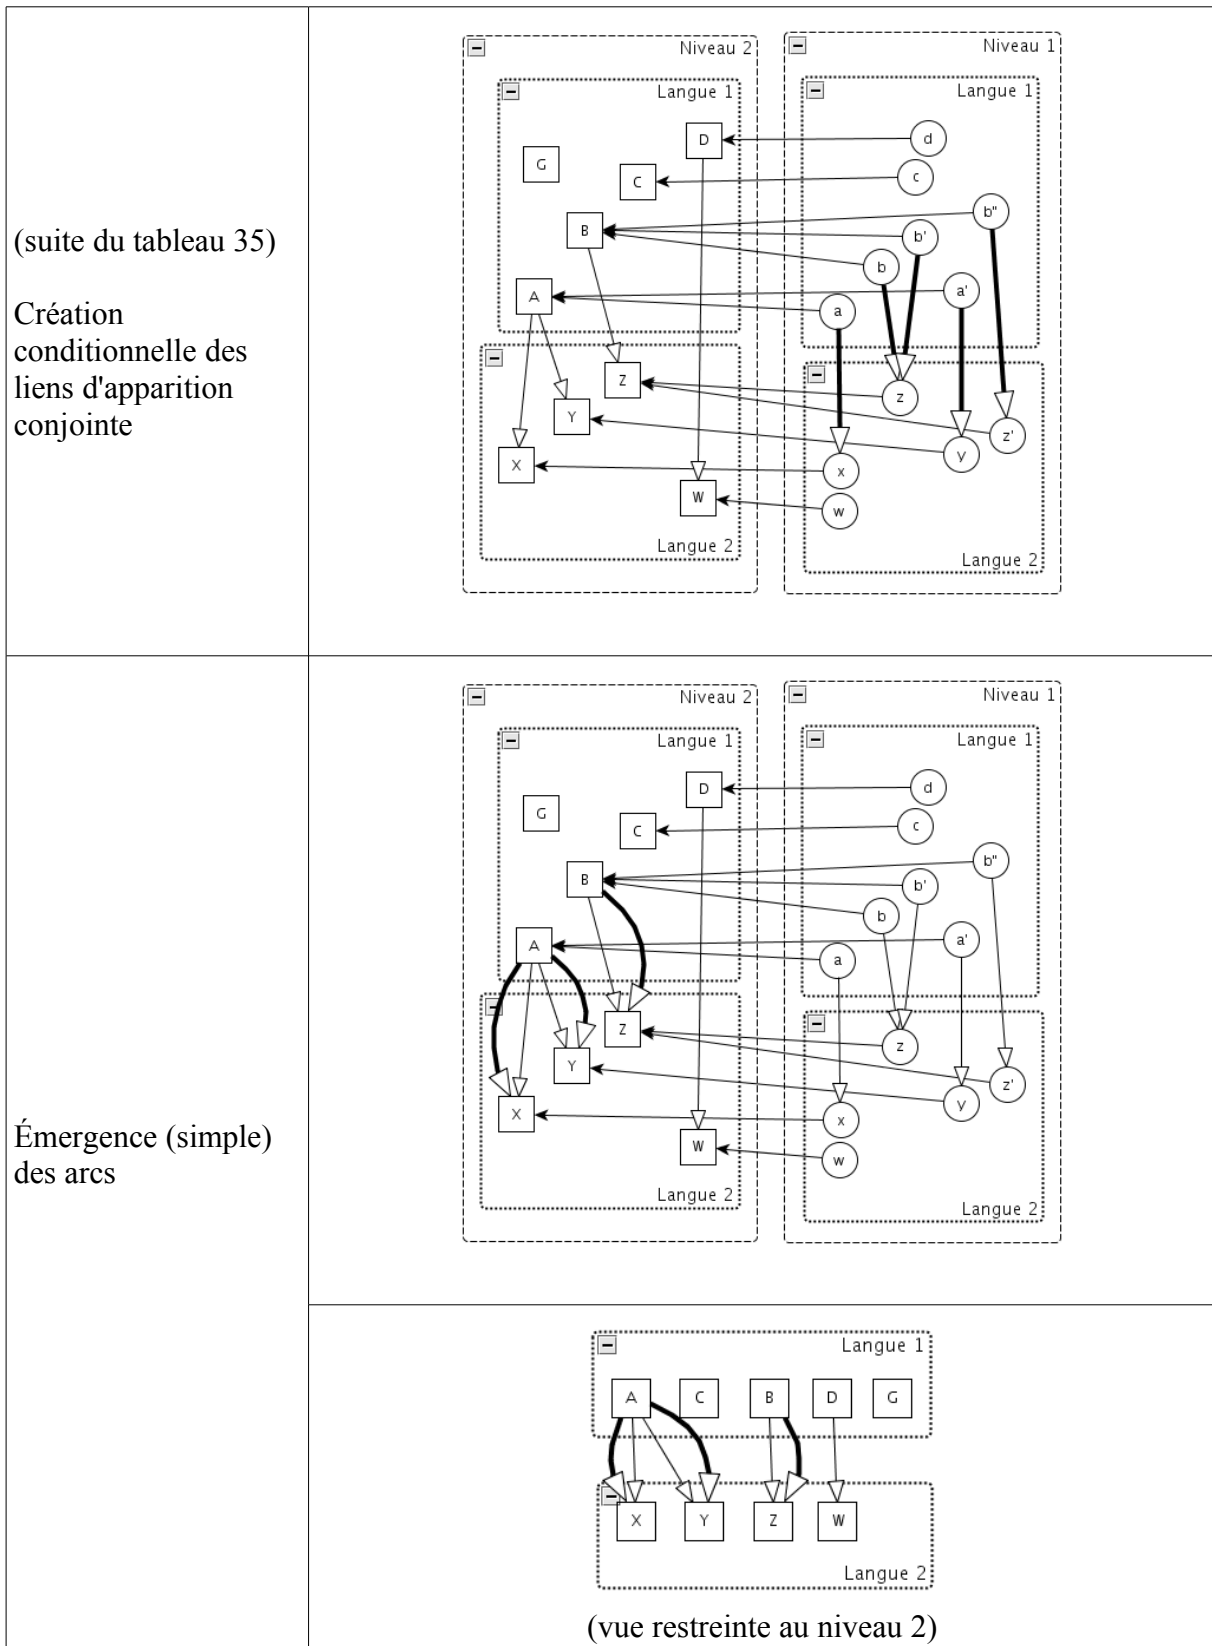 (suite du tableau 35)
Création
conditionnelle des
liens d'apparition
conjointe
Niveau 2
Niveau 1
Langue 1
Langue 1
D
d
G
C
c
b"
B
b'
b
A
a'
a
Z
z
Y
z'
y
X
x
W
w
Langue 2
Langue 2
Émergence (simple)
des arcs
Niveau 2
Niveau 1
Langue 1
Langue 1
D
d
G
C
c
b"
B
b'
b
A
a'
a
Z
z
Y
z'
y
X
x
W
w
Langue 2
Langue 2
Langue 1
A C B D G
X Y Z W
Langue 2
(vue restreinte au niveau 2)